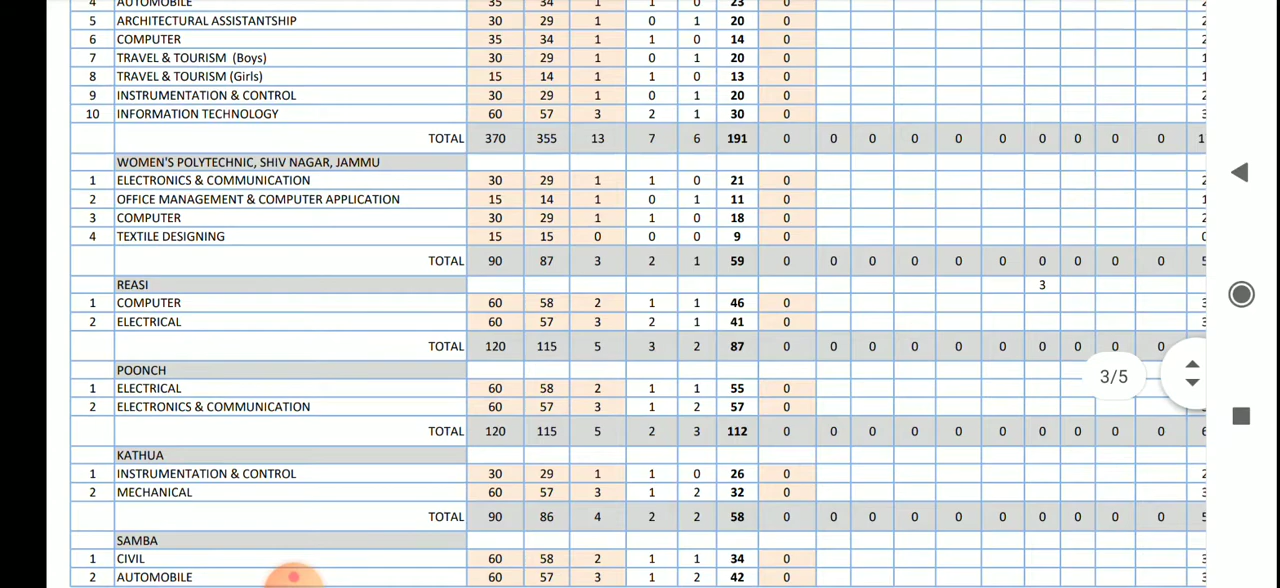 4 AUTOMOBILE 35 34 1 1 0 23
5 ARCHITECTURAL ASSISTANTSHIP 30 29 1 0 1 20 0
6 COMPUTER 35 34 1 1 0 14 0
7 TRAVEL & TOURISM (Boys) 30 29 1 0 1 20 0
8 TRAVEL & TOURISM (Girls) 15 14 1 1 0 13 0
9 INSTRUMENTATION & CONTROL 30 29 1 0 1 20 0
10 INFORMATION TECHNOLOGY 60 57 3 2 1 30 0
TOTAL 370 355 13 7 6 191 0 0 0 0 0 0 0 0 0 0
WOMEN'S POLYTECHNIC, SHIV NAGAR, JAMMU
1 ELECTRONICS & COMMUNICATION 30 29 1 1 0 21 0
2 OFFICE MANAGEMENT & COMPUTER APPLICATION 15 14 1 0 1 11 0
3 COMPUTER 30 29 1 1 0 18 0
4 TEXTILE DESIGNING 15 15 0 0 0 9 0
TOTAL 90 87 3 2 1 59 0 0 0 0 0 0 0 0 0 0
REASI 3
1 COMPUTER 60 58 2 1 1 46 0
2 ELECTRICAL 60 57 3 2 1 41 0
TOTAL 120 115 5 3 2 87 0 0 0 0 0 0 0 0 0 0
POONCH
3/5
1 ELECTRICAL 60 58 2 1 1 55 0
2 ELECTRONICS & COMMUNICATION 60 57 3 1 2 57 0
TOTAL 120 115 5 2 3 112 0 0 0 0 0 0 0 0 0 0
KATHUA
1 INSTRUMENTATION & CONTROL 30 29 1 1 0 26 0
2 MECHANICAL 60 57 3 1 2 32 0
TOTAL 90 86 4 2 2 58 0 0 0 0 0 0 0 0 0 0
SAMBA
1 CIVIL 60 58 2 1 1 34 0
2 AUTOMOBILE 60 57 3 1 2 42 0